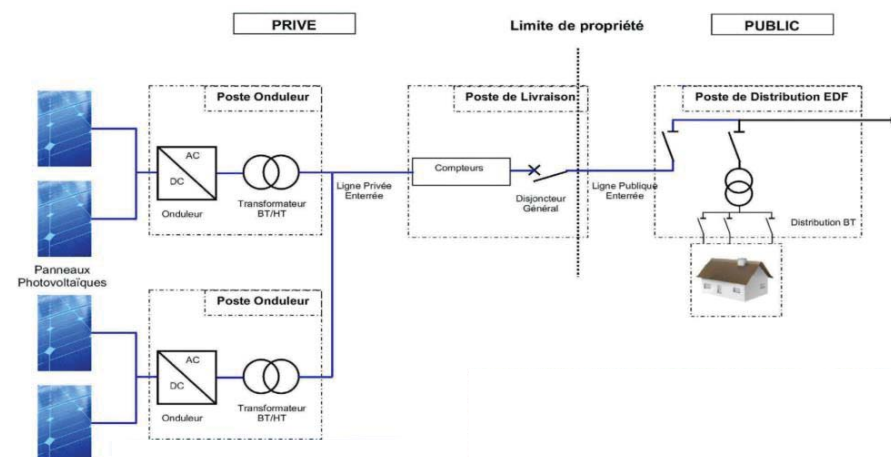 PRIVE
Limite de propriété
PUBLIC
Poste Onduleur
Poste de Livraison
Poste de Distribution EDF
AC
DC
Onduleur
Transformateur
BT/HT
Ligne Privée
Enterrée
Compteurs
Disjoncteur
Général
Ligne Publique
Enterrée
Distribution BT
Panneaux
Photovoltaïques
Poste Onduleur
AC
DC
Onduleur
Transformateur
BT/HT